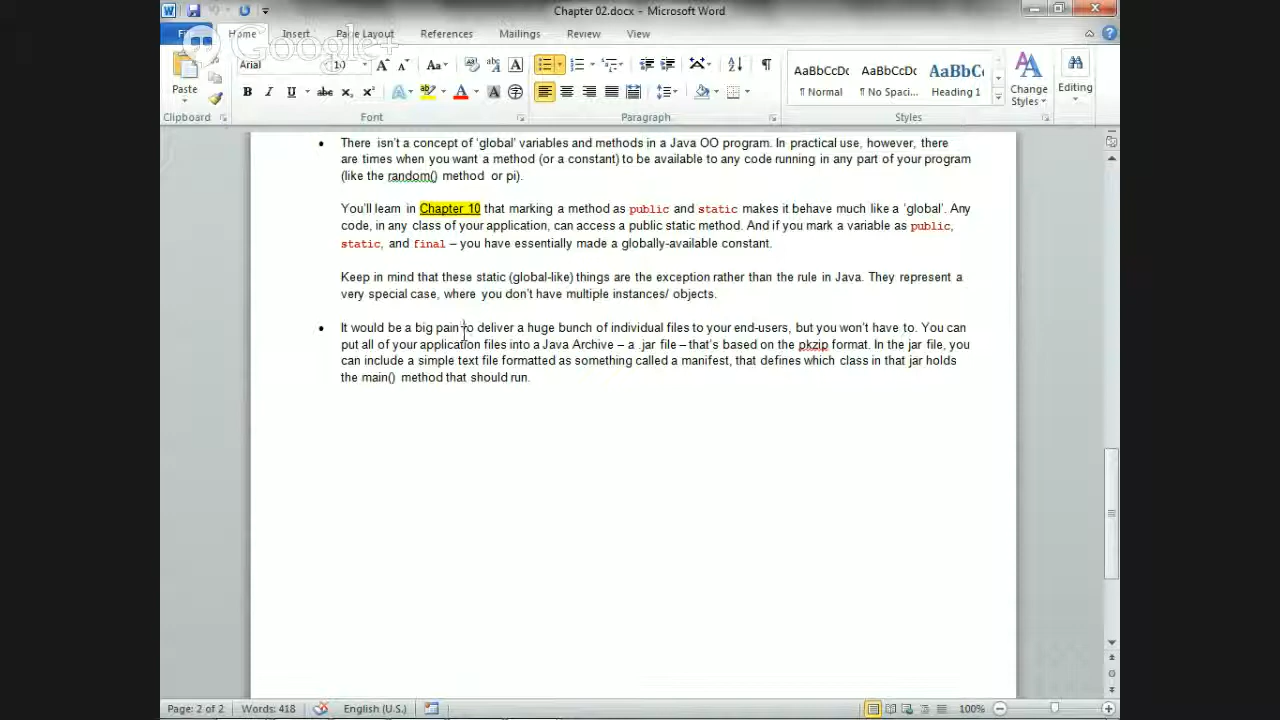 Chapter 02.docx - Microsoft Word
File Home Insert Page Layout References Mailings Review View
Google+
Paste
Arial
Aa
AaBbCcDc AaBbCcDc AaBbC
¶ Normal ¶ No Spaci... Heading 1
Change Styles
Editing
Clipboard Font Paragraph Styles
• There isn't a concept of 'global' variables and methods in a Java OO program. In practical use, however, there
are times when you want a method (or a constant) to be available to any code running in any part of your program
(like the random() method or pi).
You'll learn in Chapter 10 that marking a method as public and static makes it behave much like a 'global'. Any
code, in any class of your application, can access a public static method. And if you mark a variable as public,
static, and final – you have essentially made a globally-available constant.
Keep in mind that these static (global-like) things are the exception rather than the rule in Java. They represent a
very special case, where you don't have multiple instances/ objects.
• It would be a big pain to deliver a huge bunch of individual files to your end-users, but you won't have to. You can
put all of your application files into a Java Archive – a .jar file – that's based on the pkzip format. In the jar file, you
can include a simple text file formatted as something called a manifest, that defines which class in that jar holds
the main() method that should run.
Page: 2 of 2 Words: 418 English (U.S.) 100%